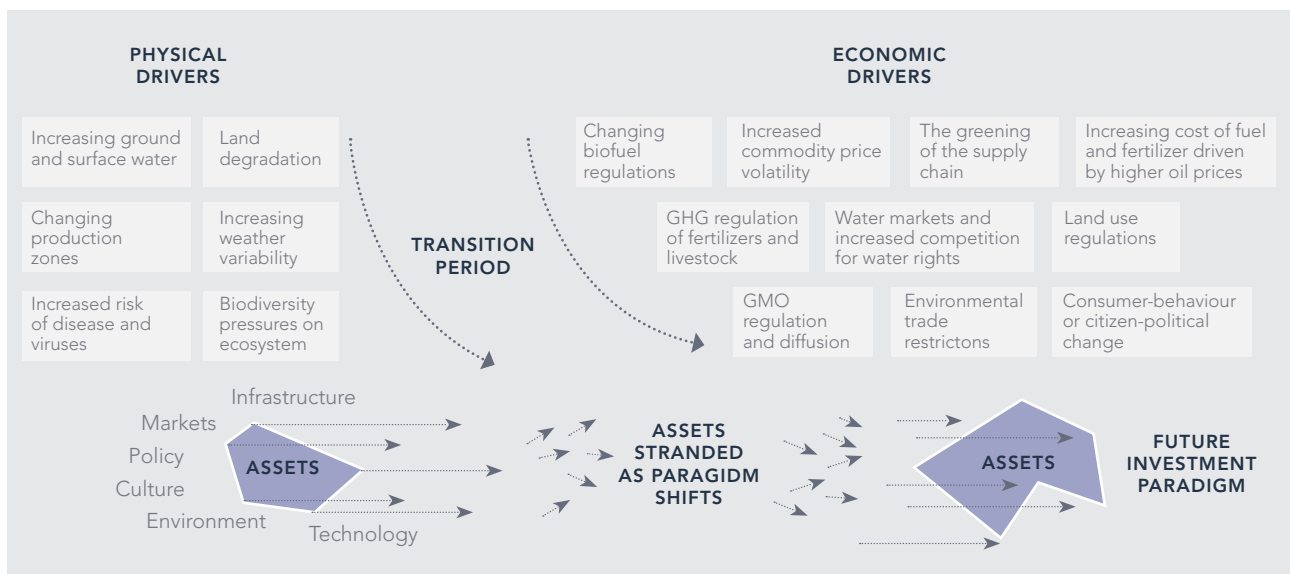 PHYSICAL
DRIVERS
Increasing ground
and surface water
Land
degradation
Changing
production
zones
Increasing
weather
variability
Increased risk
of disease and
viruses
Biodiversity
pressures on
ecosystem
TRANSITION
PERIOD
ECONOMIC
DRIVERS
Changing
biofuel
regulations
Increased
commodity price
volatility
The greening
of the supply
chain
Increasing cost of fuel
and fertilizer driven
by higher oil prices
GHG regulation
of fertilizers and
livestock
Water markets and
increased competition
for water rights
Land use
regulations
GMO
regulation
and diffusion
Environmental
trade
restrictons
Consumer-behaviour
or citizen-political
change
Infrastructure
Markets
Policy
Culture
Environment
Technology
ASSETS
ASSETS
STRANDED
AS PARAGIDM
SHIFTS
ASSETS
FUTURE
INVESTMENT
PARADIGM